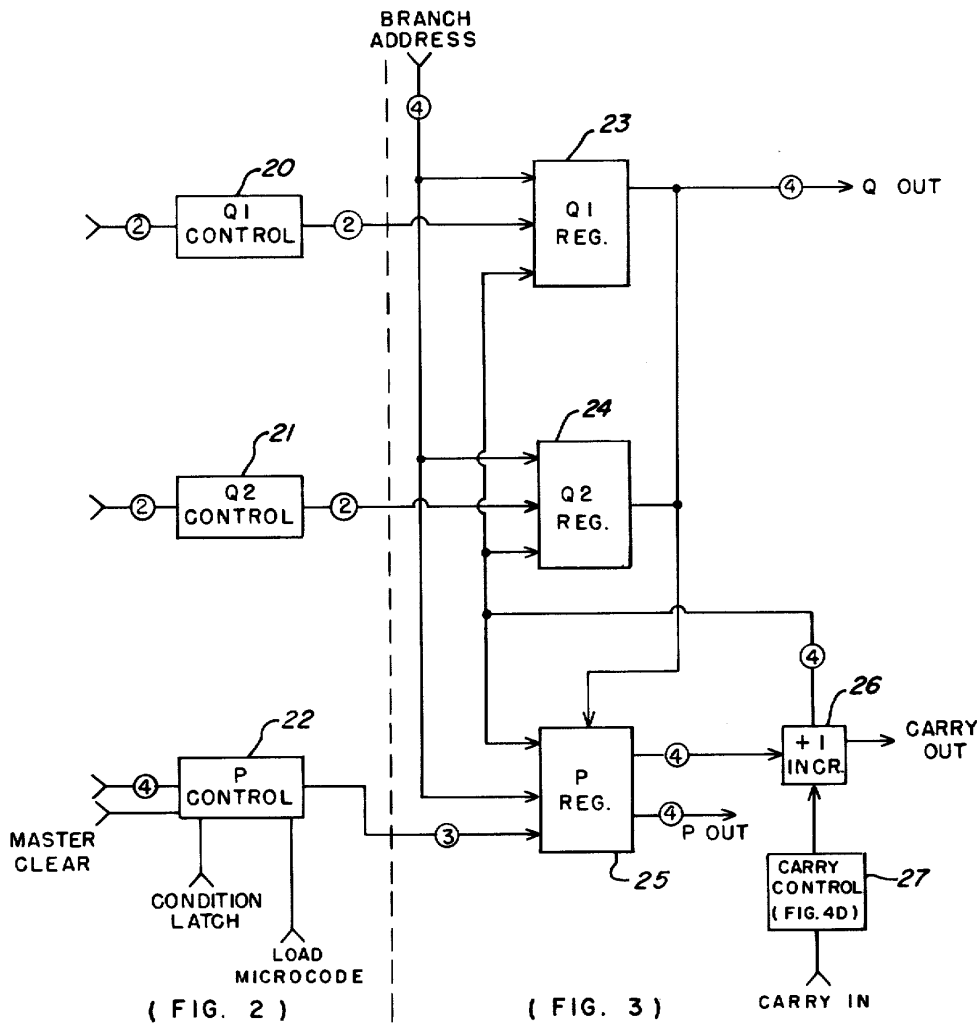 BRANCH
ADDRESS
4
23
20
Q1
CONTROL
2
2
Q1
REG.
4
Q OUT
24
21
Q2
CONTROL
2
2
Q2
REG.
4
26
22
P
CONTROL
4
MASTER
CLEAR
CONDITION
LATCH
LOAD
MICROCODE
3
P
REG.
25
4
4
P OUT
+1
INCR.
CARRY
OUT
CARRY
CONTROL
(FIG. 4D)
27
CARRY IN
( FIG. 2 )
( FIG. 3 )